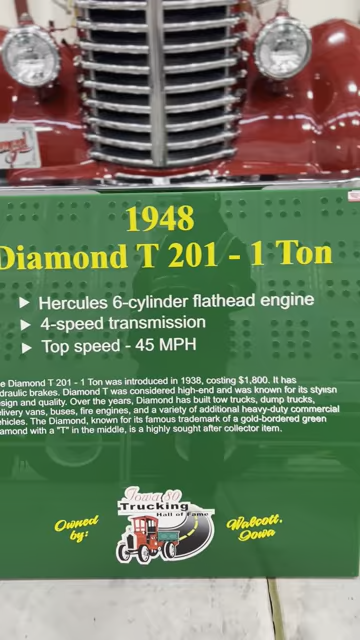 1948
Diamond T 201 - 1 Ton
Hercules 6-cylinder flathead engine
4-speed transmission
Top speed - 45 MPH
e Diamond T 201 - 1 Ton was introduced in 1938, costing $1,800. It has
draulic brakes. Diamond T was considered high-end and was known for its stylish
sign and quality. Over the years, Diamond has built tow trucks, dump trucks,
livery vans, buses, fire engines, and a variety of additional heavy-duty commercial
hicles. The Diamond, known for its famous trademark of a gold-bordered green
amond with a "T" in the middle, is a highly sought after collector item.
Owned by:
Iowa 80
Trucking
Hall of Fame
Walcott, Iowa